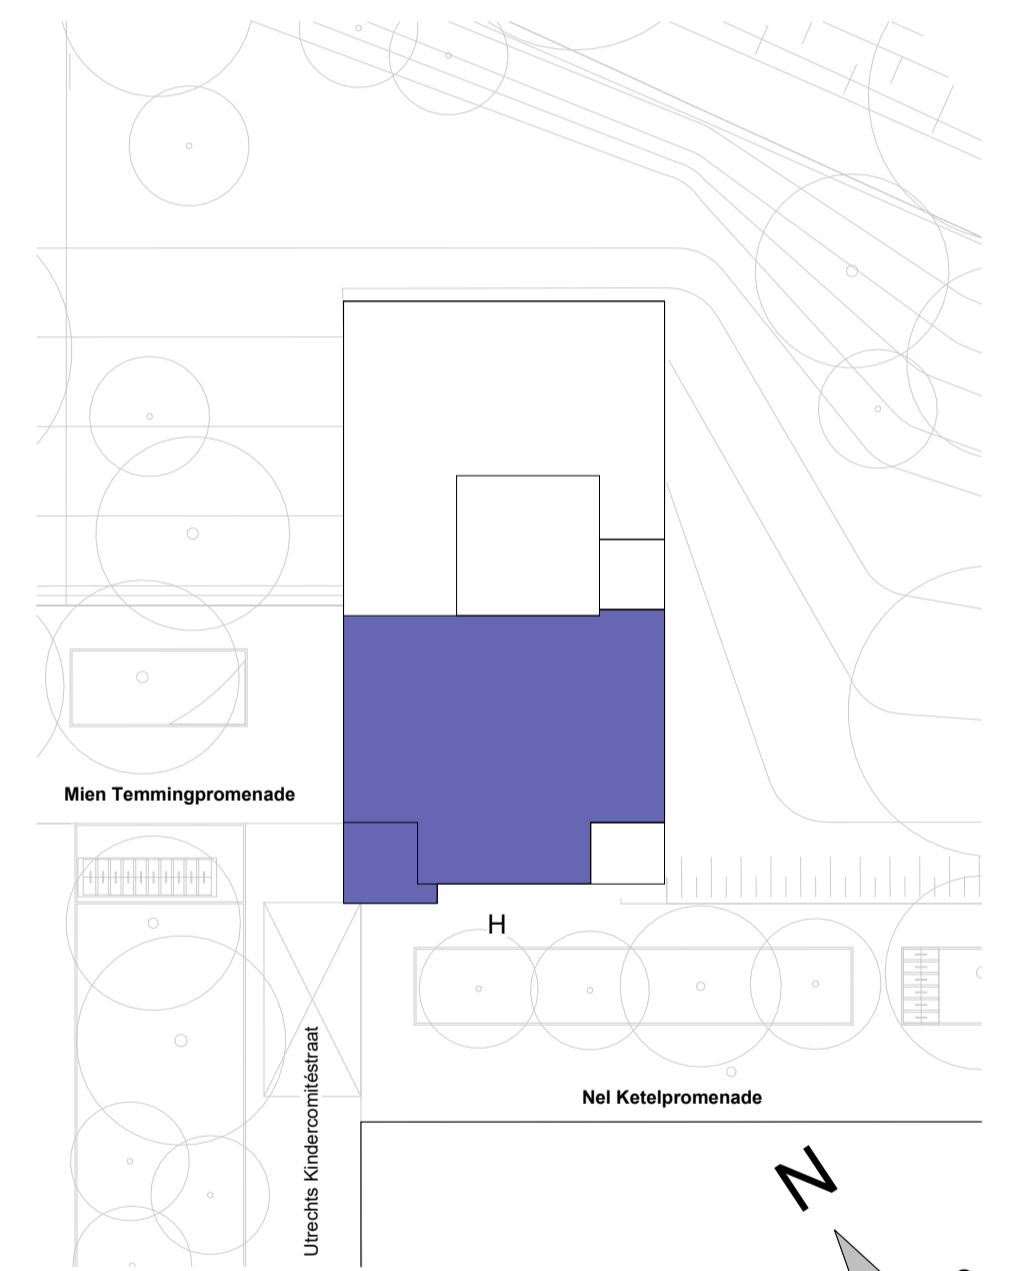 Mien Temmingpromenade
H
Utrechts Kindercomitéstraat
Nel Ketelpromenade
N